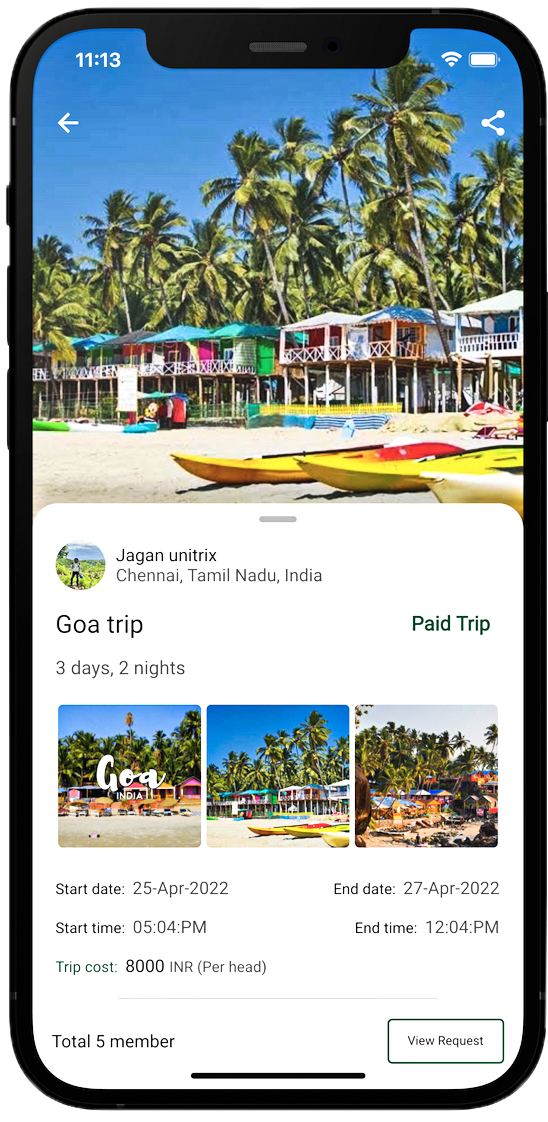 11:13
Jagan unitrix
Chennai, Tamil Nadu, India
Goa trip
Paid Trip
3 days, 2 nights
Goa
INDIA
Start date: 25-Apr-2022
End date: 27-Apr-2022
Start time: 05:04:PM
End time: 12:04:PM
Trip cost: 8000 INR (Per head)
Total 5 member
View Request